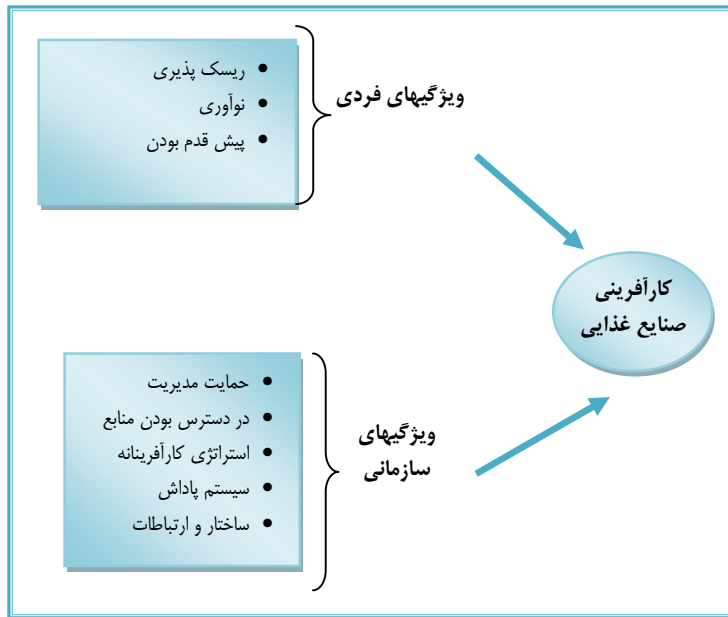 • ریسک پذیری
• نوآوری
• پیش قدم بودن
ویژگیهای فردی
کارآفرینی
صنایع غذایی
• حمایت مدیریت
• در دسترس بودن منابع
• استراتژی کارآفرینانه
• سیستم پاداش
• ساختار و ارتباطات
ویژگیهای
سازمانی